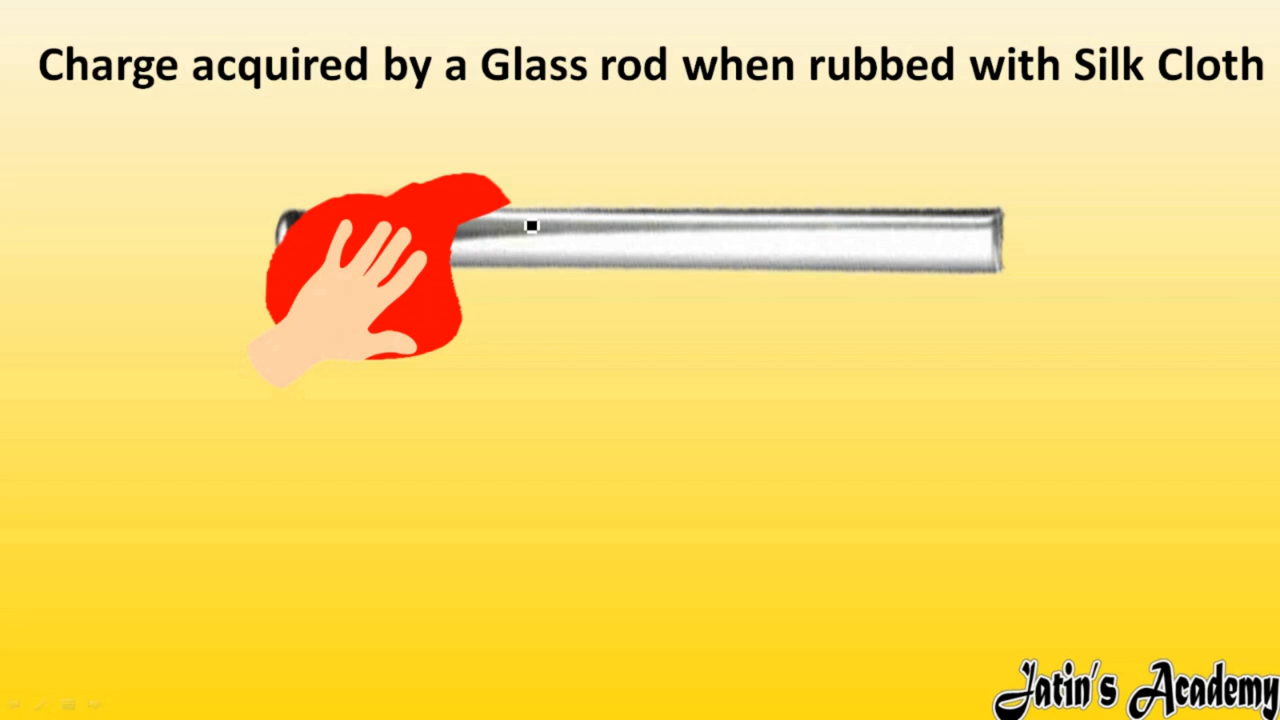 Charge acquired by a Glass rod when rubbed with Silk Cloth
Jatin's Academy